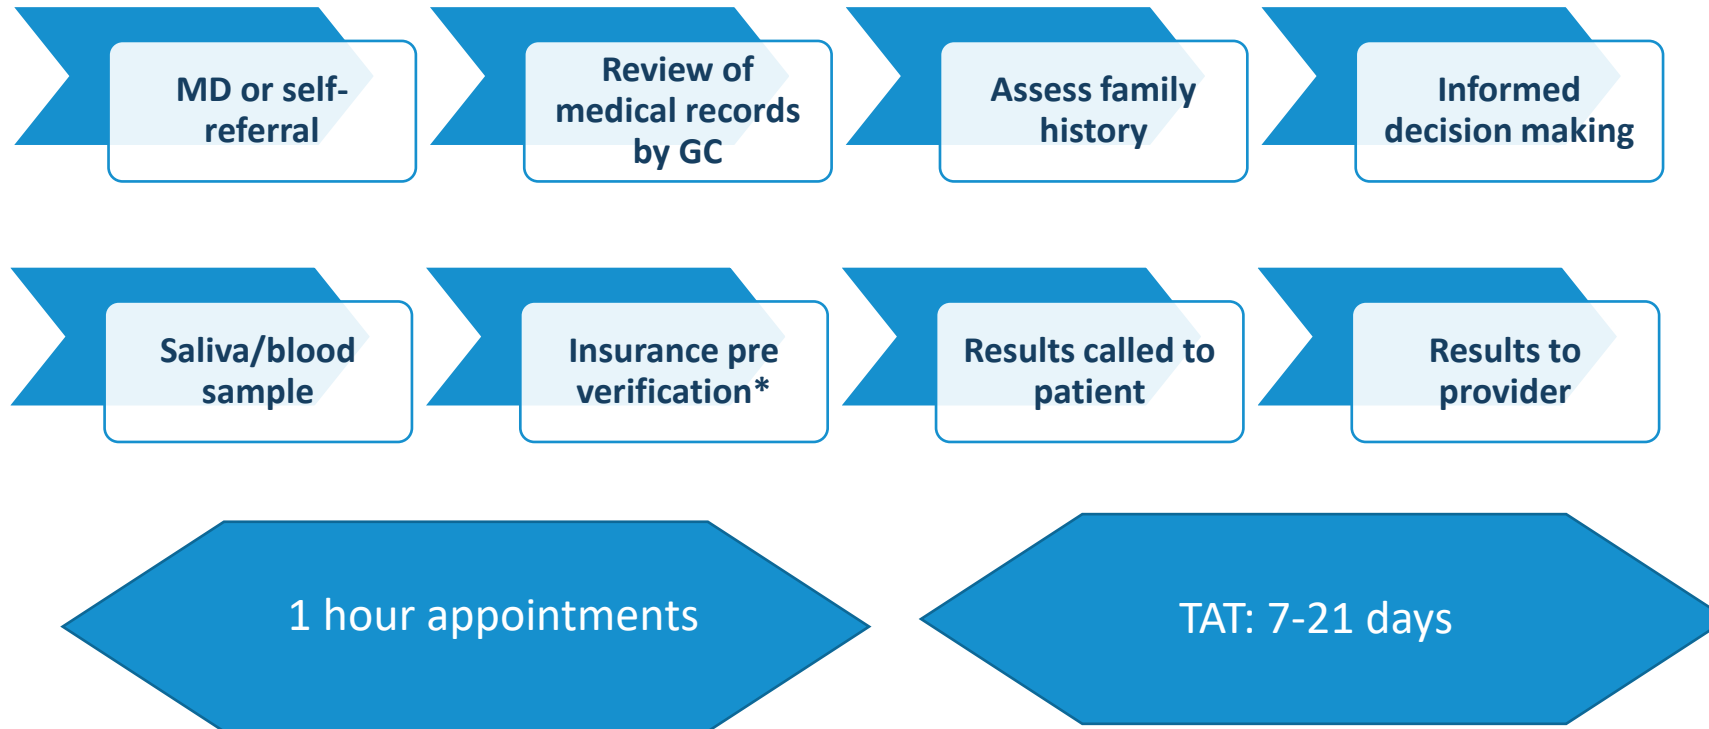 MD or self-
referral
Review of
medical records
by GC
Assess family
history
Informed
decision making
Saliva/blood
sample
Insurance pre
verification*
Results called to
patient
Results to
provider
1 hour appointments
TAT: 7-21 days